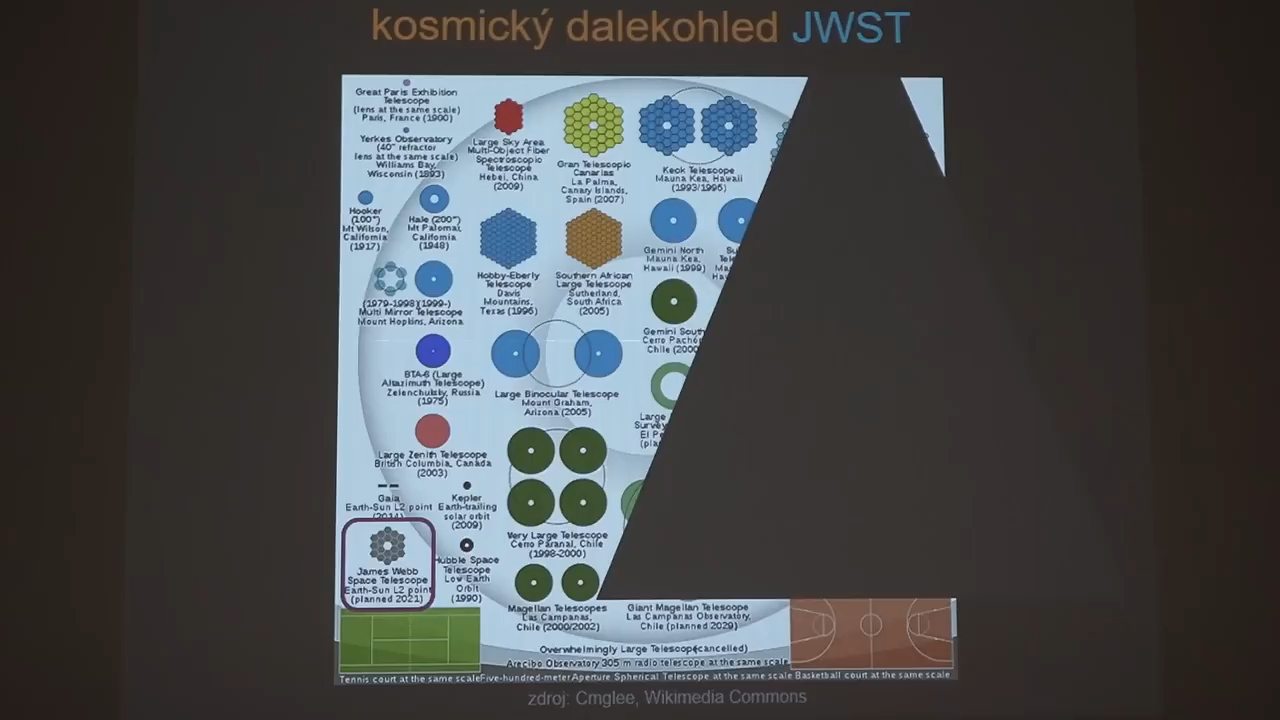 kosmický dalekohled JWST
Great Paris Exhibition
Telescope
(lens at the same scale)
Paris, France (1900)
Yerkes Observatory
(40" refractor
lens at the same scale)
Williams Bay,
Wisconsin (1893)
Hooker
(100")
Mt Wilson,
California
(1917)
Hale (200")
Mt Palomar,
California
(1948)
(1979-1998)(1999-)
Multi Mirror Telescope
Mount Hopkins, Arizona
BTA-6 (Large
Altazimuth Telescope)
Zelenchuksky, Russia
(1975)
Large Zenith Telescope
British Columbia, Canada
(2003)
Gaia
Earth-Sun L2 point
(2014)
Kepler
Earth-trailing
solar orbit
(2009)
James Webb
Space Telescope
Earth-Sun L2 point
(planned 2021)
Hubble Space
Telescope
Low Earth
Orbit
(1990)
Large Sky Area
Multi-Object Fiber
Spectroscopic
Telescope
Hebei, China
(2009)
Gran Telescopio
Canarias
La Palma,
Canary Islands,
Spain (2007)
Keck Telescope
Mauna Kea, Hawaii
(1993/1996)
Hobby-Eberly
Telescope
Davis
Mountains,
Texas (1996)
Southern African
Large Telescope
Sutherland,
South Africa
(2005)
Gemini North
Mauna Kea,
Hawaii (1999)
Gemini South
Cerro Pachón
Chile (2000
Large Binocular Telescope
Mount Graham,
Arizona (2005)
Large
Survey
El Pe
(pla
Very Large Telescope
Cerro Paranal, Chile
(1998-2000)
Magellan Telescopes
Las Campanas,
Chile (2000/2002)
Giant Magellan Telescope
Las Campanas Observatory,
Chile (planned 2029)
Overwhelmingly Large Telescope (cancelled)
Arecibo Observatory 305 m radio telescope at the same scale
Tennis court at the same scale
Five-hundred-meter Aperture Spherical Telescope at the same scale
Basketball court at the same scale
zdroj: Cmglee, Wikimedia Commons